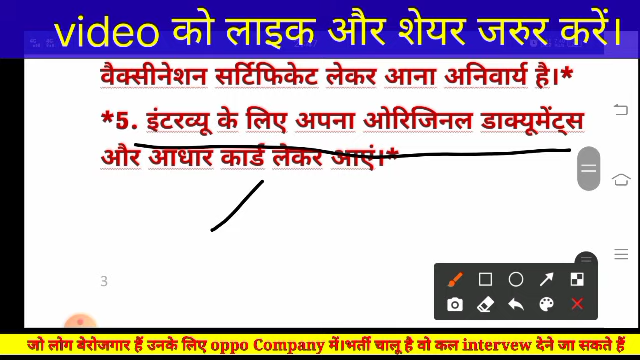 video को लाइक और शेयर जरुर करें।
वैक्सीनेशन सर्टिफिकेट लेकर आना अनिवार्य है।*
*5. इंटरव्यू के लिए अपना ओरिजिनल डाक्यूमेंट्स
और आधार कार्ड लेकर आएं।*
3
जो लोग बेरोजगार हैं उनके लिए oppo Company में।भर्ती चालू है वो कल intervew देने जा सकते हैं